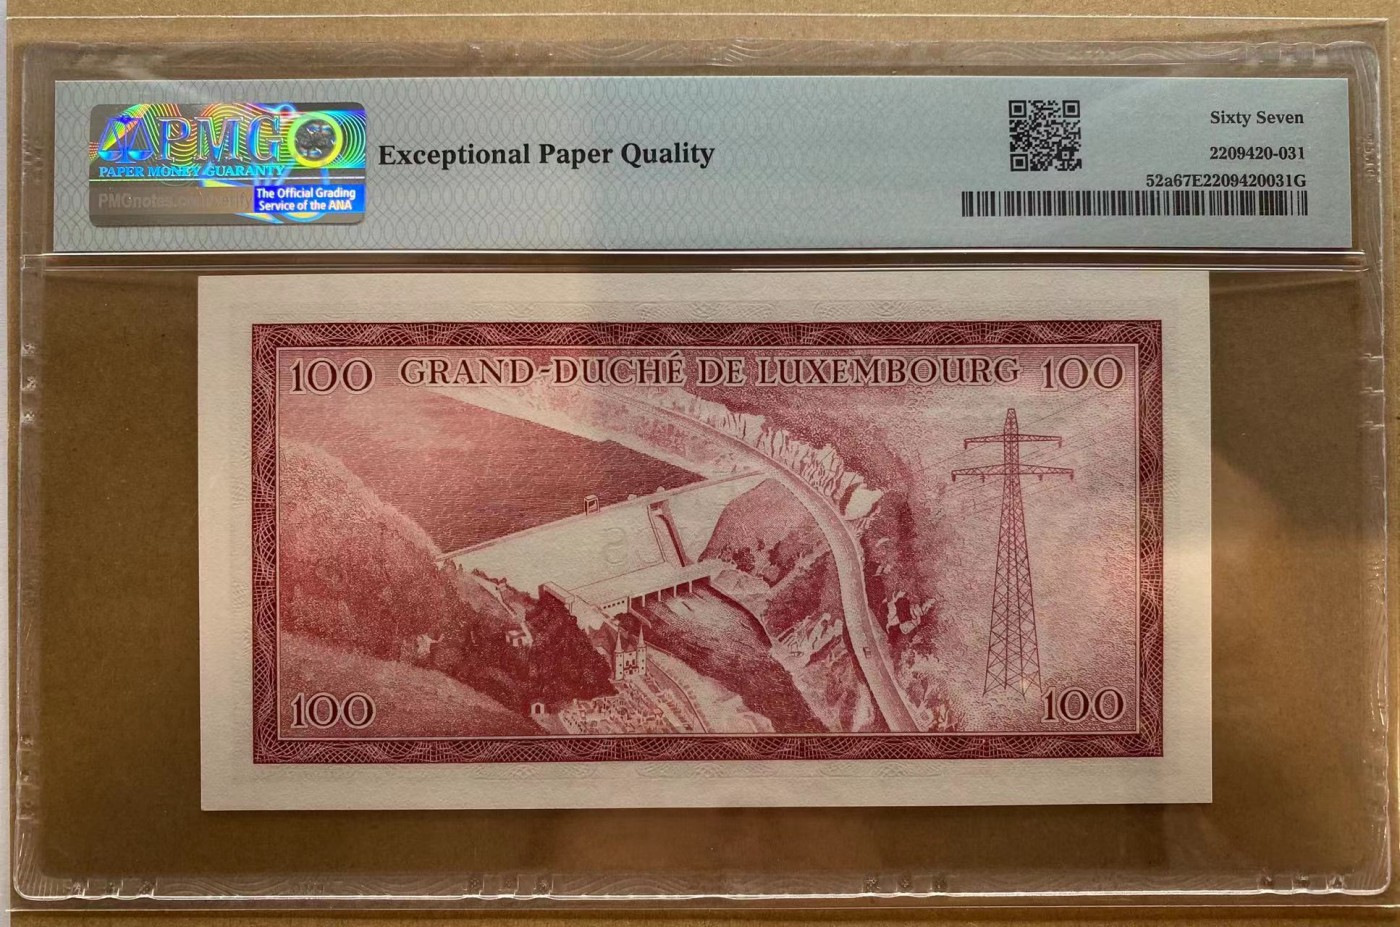 PMG
PAPER MONEY GUARANTY
PMGnotes.com/verify
The Official Grading
Service of the ANA
Exceptional Paper Quality
Sixty Seven
2209420-031
52a67E2209420031G
100 GRAND-DUCHÉ DE LUXEMBOURG 100
100 100